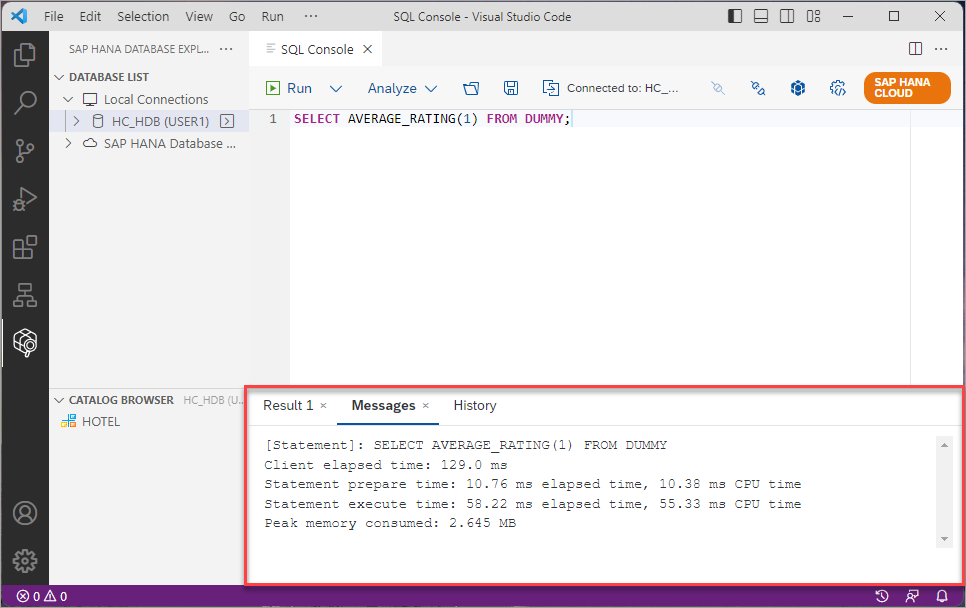 File Edit Selection View Go Run ··· SQL Console - Visual Studio Code
SAP HANA DATABASE EXPL... ···
DATABASE LIST
Local Connections
HC_HDB (USER1)
SAP HANA Database ...
SQL Console
Run Analyze Connected to: HC_...
SAP HANA
CLOUD
1 SELECT AVERAGE_RATING(1) FROM DUMMY;
CATALOG BROWSER HC_HDB (U...
HOTEL
Result 1 Messages History
[Statement]: SELECT AVERAGE_RATING(1) FROM DUMMY
Client elapsed time: 129.0 ms
Statement prepare time: 10.76 ms elapsed time, 10.38 ms CPU time
Statement execute time: 58.22 ms elapsed time, 55.33 ms CPU time
Peak memory consumed: 2.645 MB
0 0